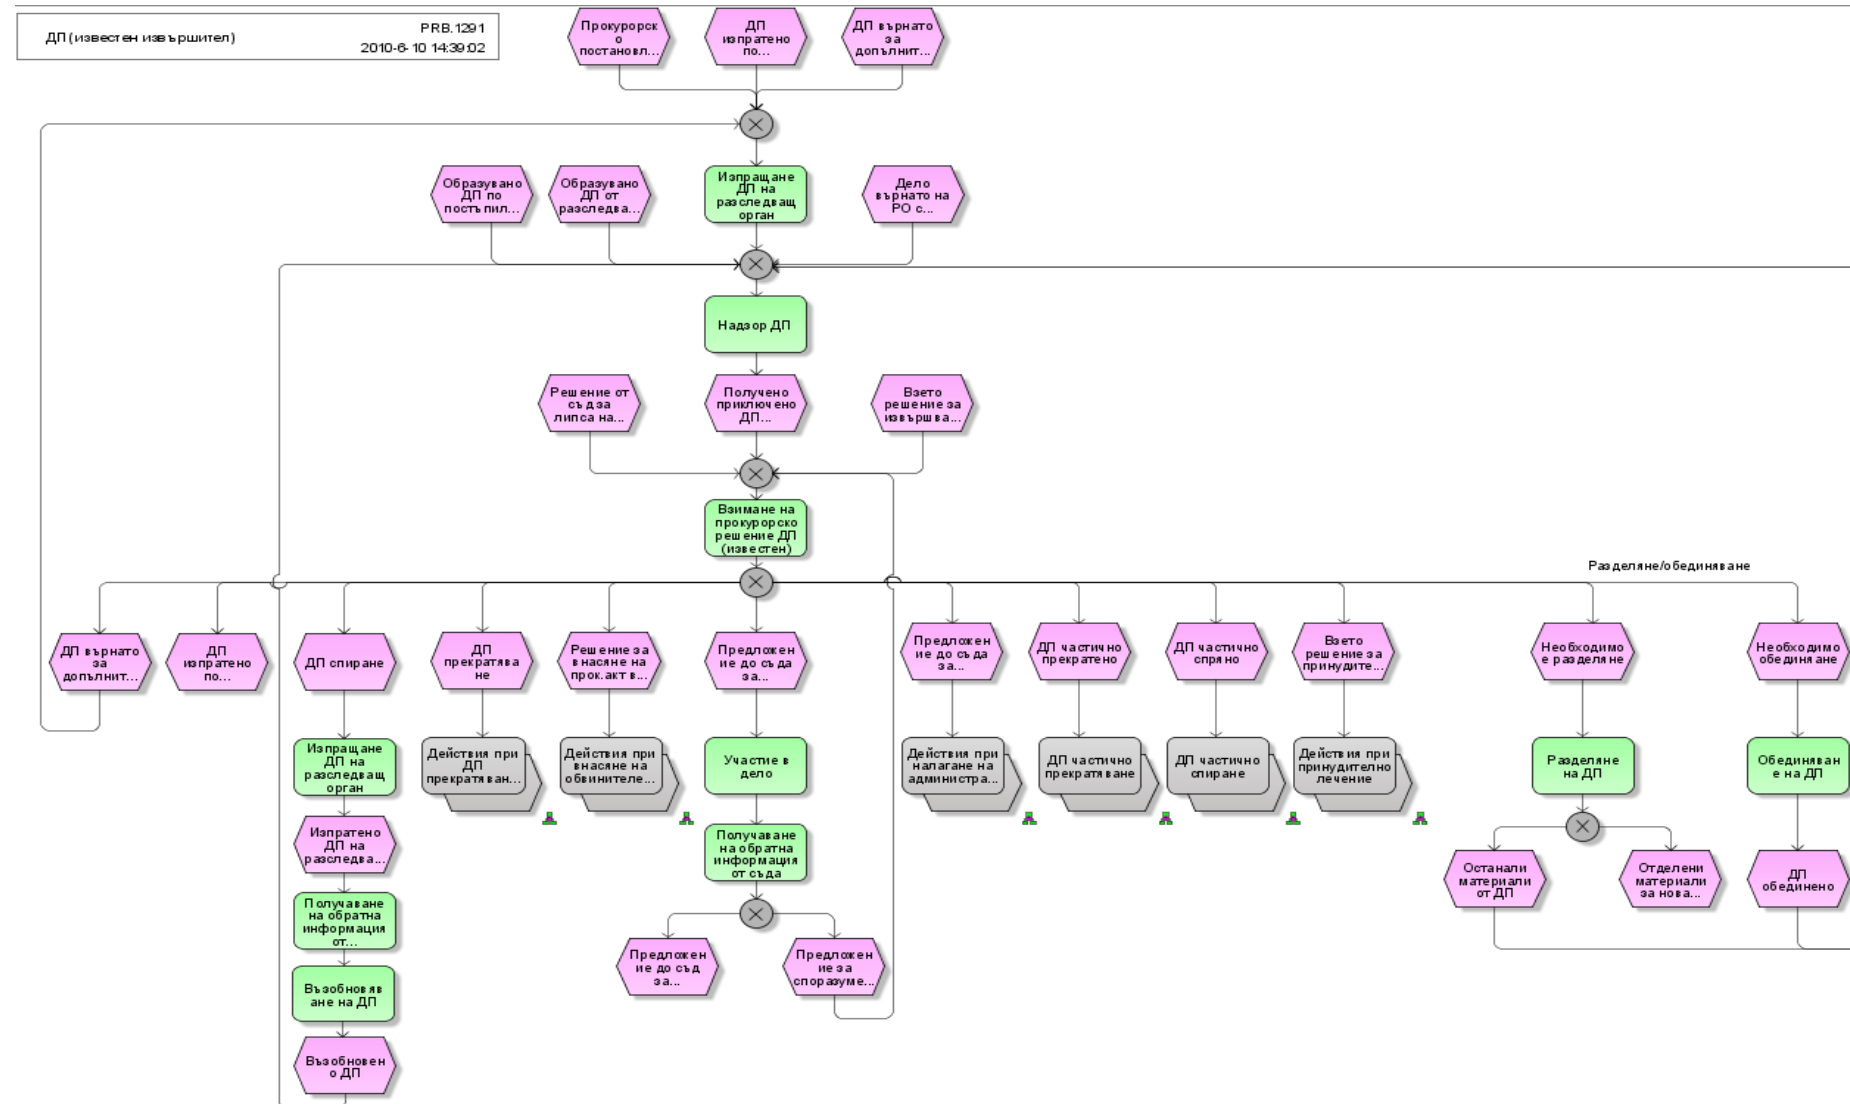 ДП (известен извършител)
PRB.1291
2010-6-10 14:39:02
Прокурорск
о
постановл...
ДП
изпратено
по...
ДП върнато
за
допълнит...
Образувано
ДП по
постъпил...
Образувано
ДП от
разследва...
Изпращане
ДП на
разследващ
орган
Дело
върнато на
РО с...
Надзор ДП
Решение от
съд за
липса на...
Получено
приключено
ДП...
Взето
решение за
извършва...
Взимане на
прокурорско
решение ДП
(известен)
Разделяне/обединяване
ДП върнато
за
допълнит...
ДП
изпратено
по...
ДП спиране
ДП
прекратява
не
Решение за
внасяне на
прок.акт в...
Предложен
ие до съда
за...
Предложен
ие до съда
за...
ДП частично
прекратено
ДП частично
спряно
Взето
решение за
принудите...
Необходимо
е разделяне
Необходимо
обединяане
Изпращане
ДП на
разследващ
орган
Действия при
ДП
прекратяван...
Действия при
внасяне на
обвинителе...
Участие в
дело
Действия при
налагане на
администра...
ДП частично
прекратяване
ДП частично
спиране
Действия при
принудително
лечение
Разделяне
на ДП
Обединяван
е на ДП
Изпратено
ДП на
разследва...
Получаване
на обратна
информация
от съда
Останали
материали
от ДП
Отделени
материали
за нова...
ДП
обединено
Получаване
на обратна
информация
от...
Предложен
ие до съд
за...
Предложен
ие за
споразуме...
Възобновяв
ане на ДП
Възобновен
о ДП